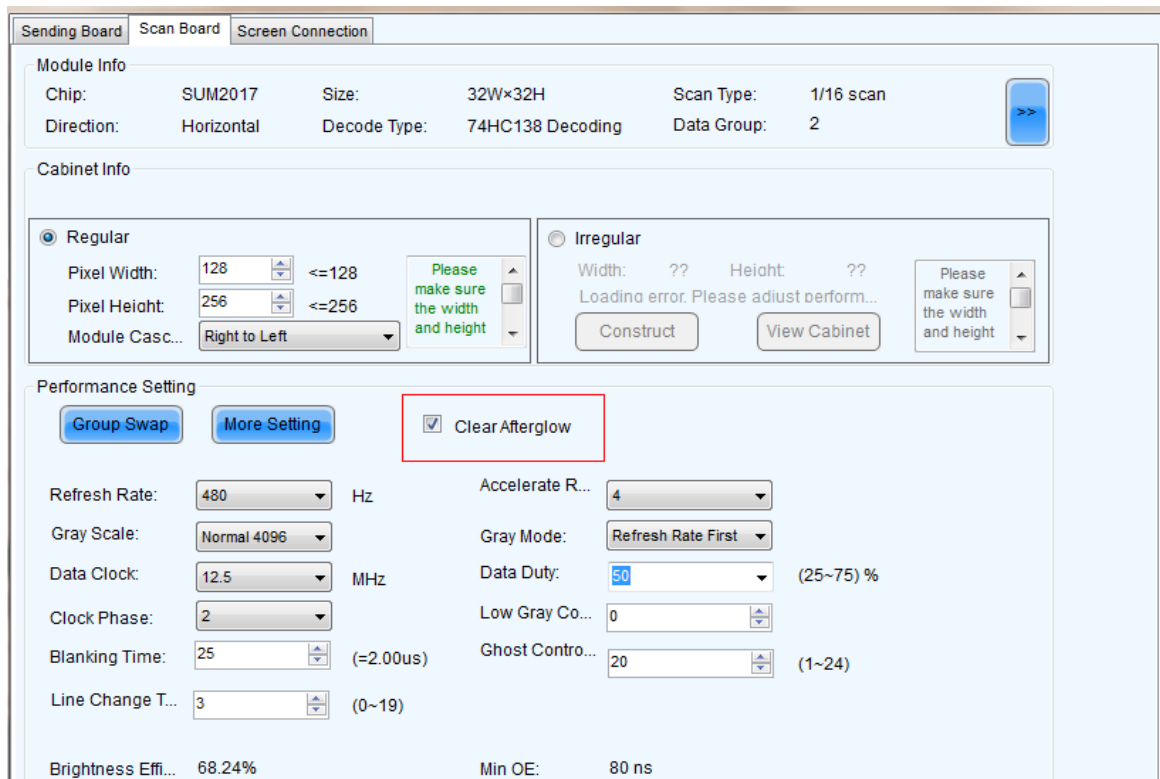 Sending Board Scan Board Screen Connection
Module Info
Chip: SUM2017 Size: 32W×32H Scan Type: 1/16 scan
>>
Direction: Horizontal Decode Type: 74HC138 Decoding Data Group: 2
Cabinet Info
Regular
Pixel Width: 128 <=128
Pixel Height: 256 <=256
Module Casc... Right to Left
Please
make sure
the width
and height
Irregular
Width: ?? Height: ??
Loading error. Please adjust perform...
Construct View Cabinet
Please
make sure
the width
and height
Performance Setting
Group Swap More Setting Clear Afterglow
Refresh Rate: 480 Hz Accelerate R... 4
Gray Scale: Normal 4096 Gray Mode: Refresh Rate First
Data Clock: 12.5 MHz Data Duty: 50 (25~75) %
Clock Phase: 2 Low Gray Co... 0
Blanking Time: 25 (=2.00us) Ghost Contro... 20 (1~24)
Line Change T... 3 (0~19)
Brightness Effi... 68.24% Min OE: 80 ns